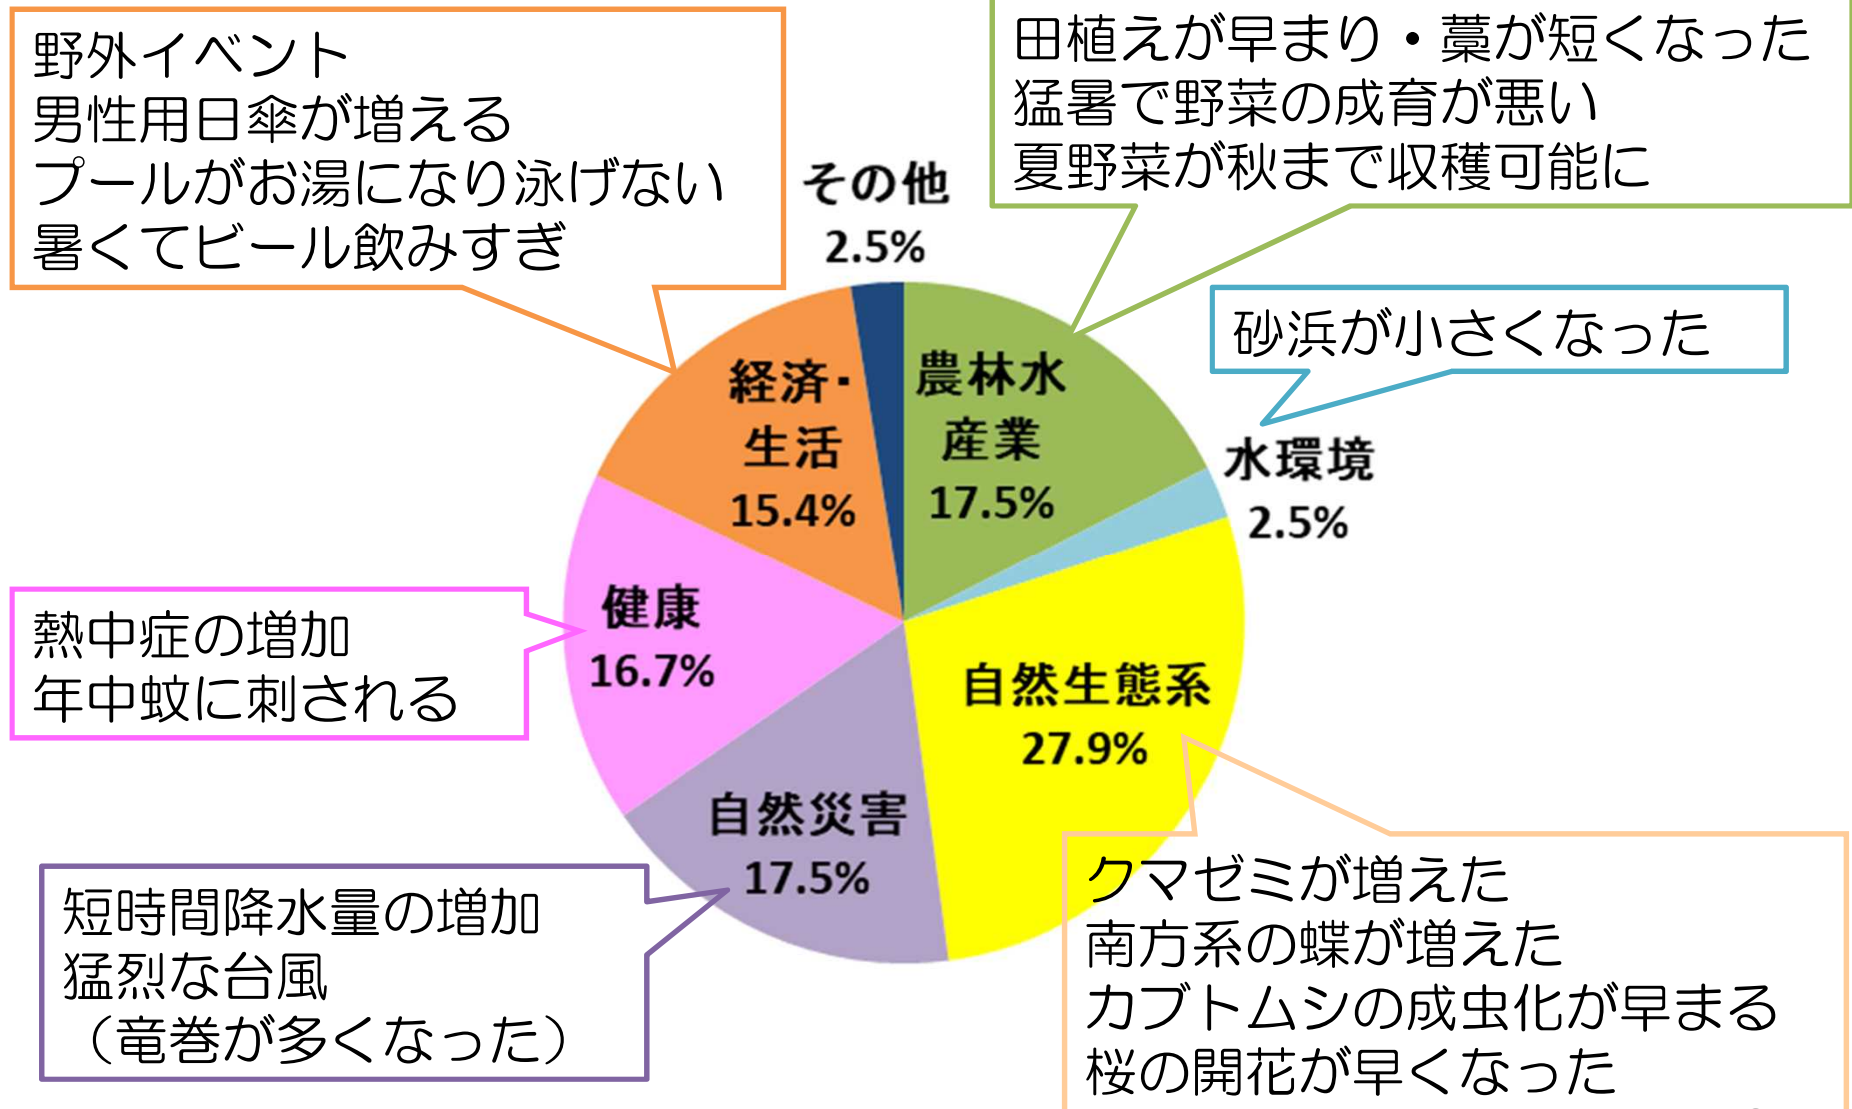 野外イベント
男性用日傘が増える
プールがお湯になり泳げない
暑くてビール飲みすぎ
田植えが早まり・藁が短くなった
猛暑で野菜の成育が悪い
夏野菜が秋まで収穫可能に
その他
2.5%
砂浜が小さくなった
経済・
生活
15.4%
農林水
産業
17.5%
水環境
2.5%
熱中症の増加
年中蚊に刺される
健康
16.7%
自然生態系
27.9%
自然災害
17.5%
短時間降水量の増加
猛烈な台風
（竜巻が多くなった）
クマゼミが増えた
南方系の蝶が増えた
カブトムシの成虫化が早まる
桜の開花が早くなった